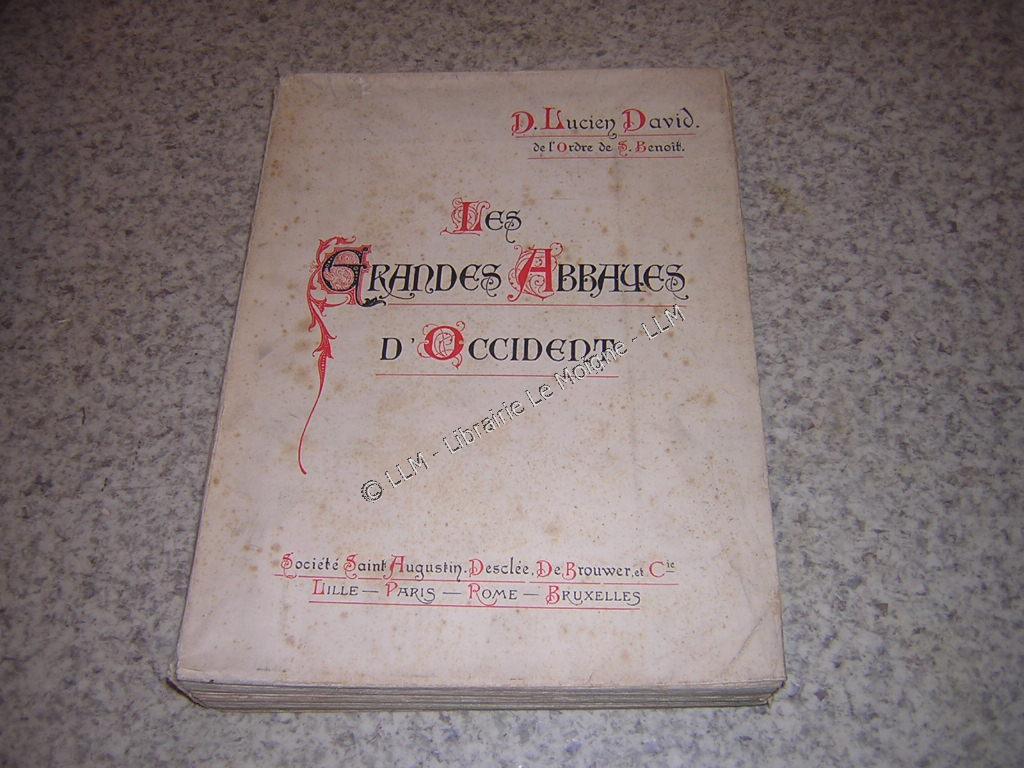 D. Lucien David.
de l'Ordre de S. Benoît.
Les
Grandes Abbayes
d'Occident
© LLM - Librairie Le Moigne - LLM
Société Saint Augustin. Desclée, De Brouwer, et Cie
Lille — Paris — Rome — Bruxelles